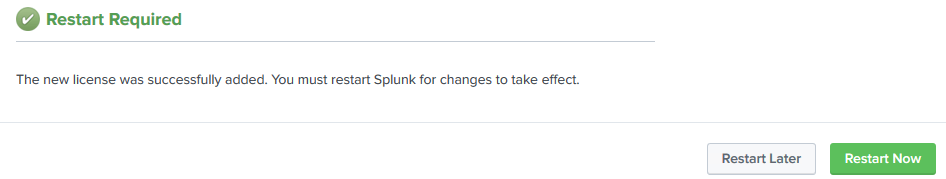 Restart Required
The new license was successfully added. You must restart Splunk for changes to take effect.
Restart Later
Restart Now